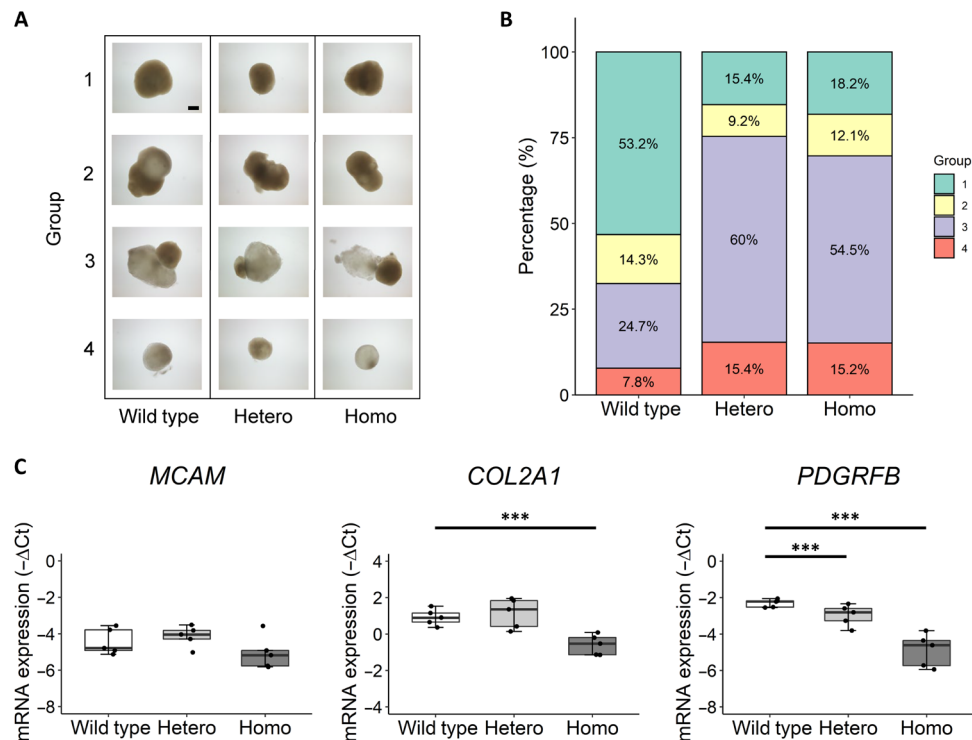 A
Group
1
2
3
4
Wild type Hetero Homo
B
Percentage (%)
100
75
50
25
0
53.2%
14.3%
24.7%
7.8%
15.4%
9.2%
60%
15.4%
18.2%
12.1%
54.5%
15.2%
Wild type Hetero Homo
Group
1
2
3
4
C
MCAM
mRNA expression (−ΔCt)
0
−2
−4
−6
−8
Wild type Hetero Homo
COL2A1
mRNA expression (−ΔCt)
4
2
0
−2
−4
***
Wild type Hetero Homo
PDGRFB
mRNA expression (−ΔCt)
0
−2
−4
−6
−8
***
***
Wild type Hetero Homo